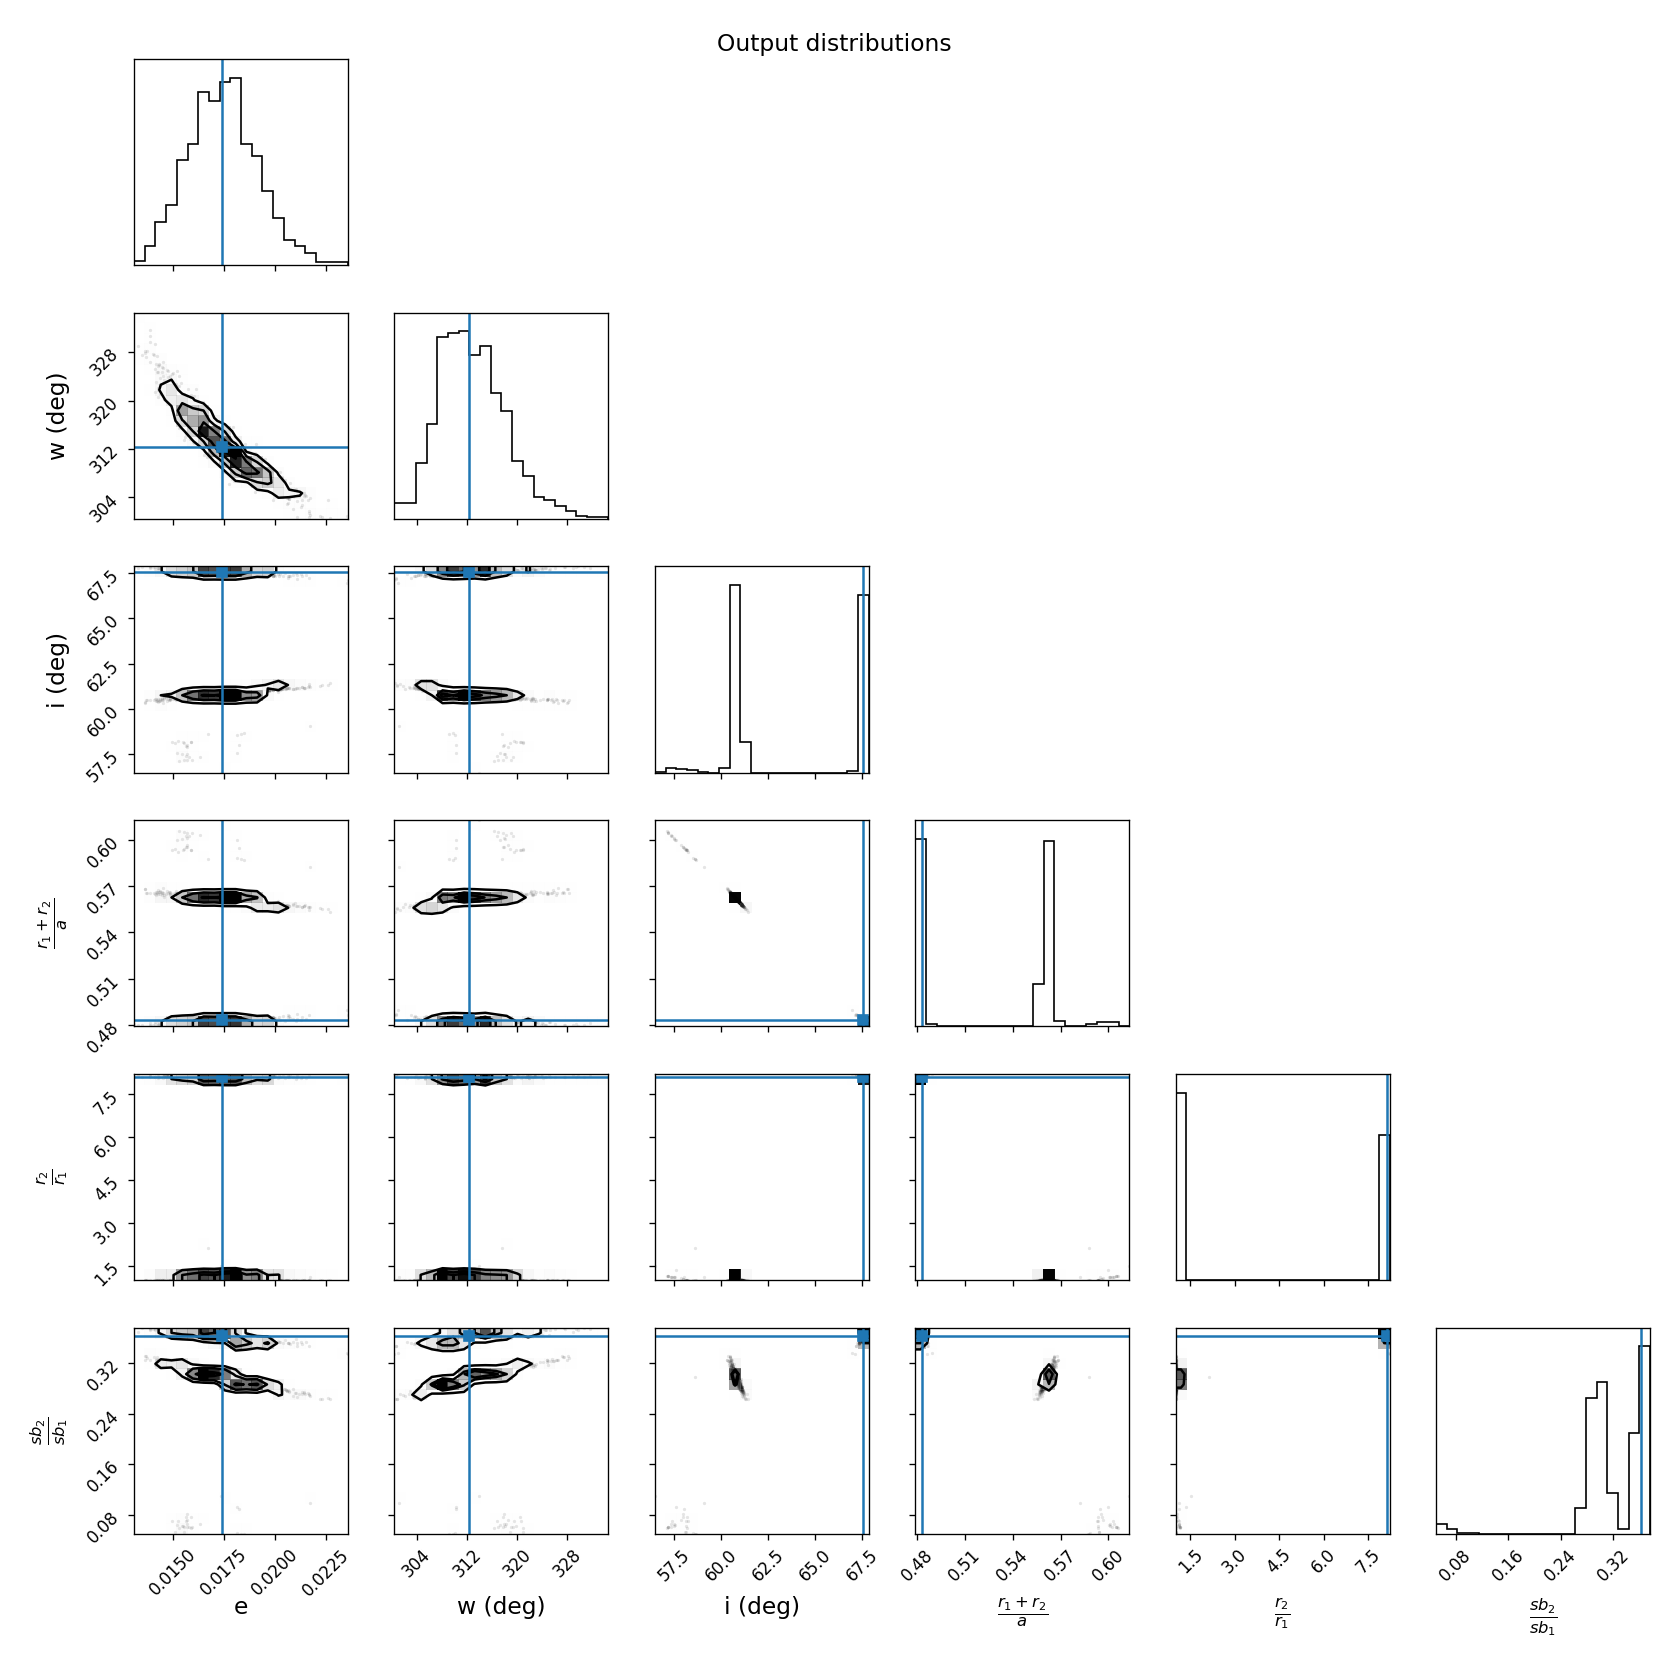 Output distributions
w (deg)
328
320
312
304
i (deg)
67.5
65.0
62.5
60.0
57.5
r₁ + r₂
a
0.60
0.57
0.54
0.51
0.48
r₂
r₁
7.5
6.0
4.5
3.0
1.5
sb₂
sb₁
0.32
0.24
0.16
0.08
0.0150 0.0175 0.0200 0.0225
e
304 312 320 328
w (deg)
57.5 60.0 62.5 65.0 67.5
i (deg)
0.48 0.51 0.54 0.57 0.60
r₁ + r₂
a
1.5 3.0 4.5 6.0 7.5
r₂
r₁
0.08 0.16 0.24 0.32
sb₂
sb₁